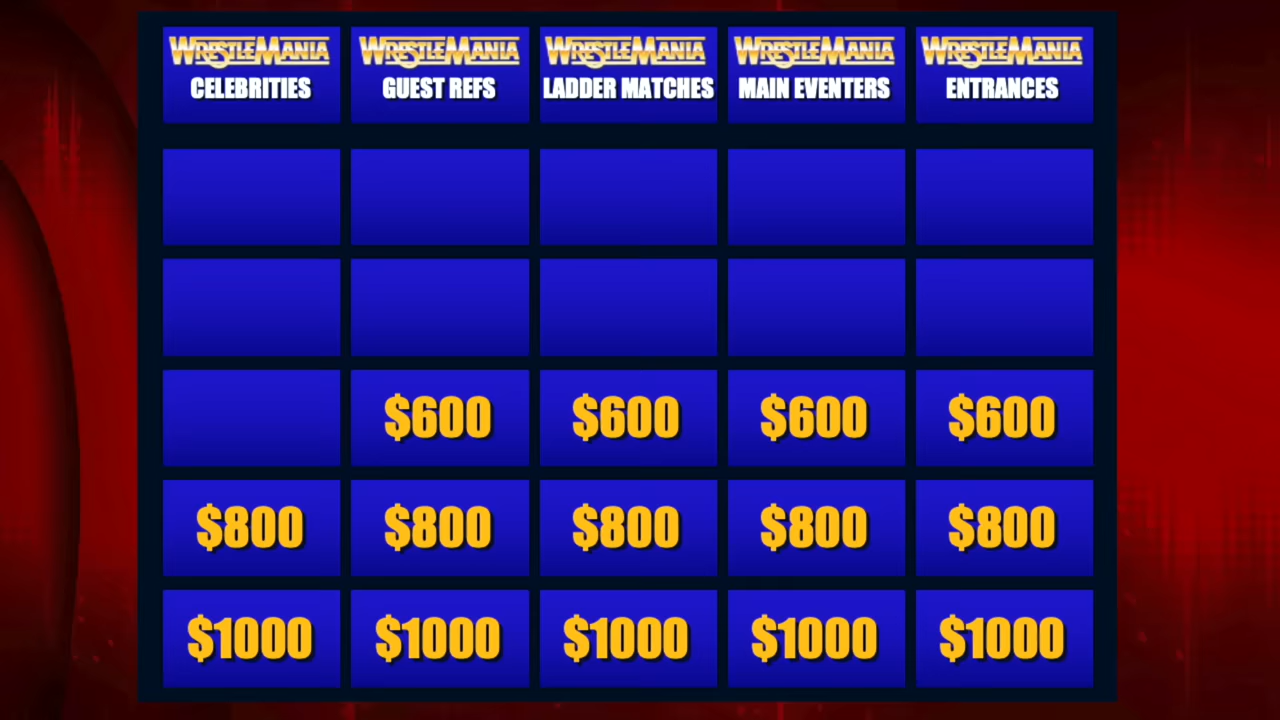 WRESTLEMANIA WRESTLEMANIA WRESTLEMANIA WRESTLEMANIA WRESTLEMANIA
CELEBRITIES GUEST REFS LADDER MATCHES MAIN EVENTERS ENTRANCES
$600 $600 $600 $600
$800 $800 $800 $800 $800
$1000 $1000 $1000 $1000 $1000